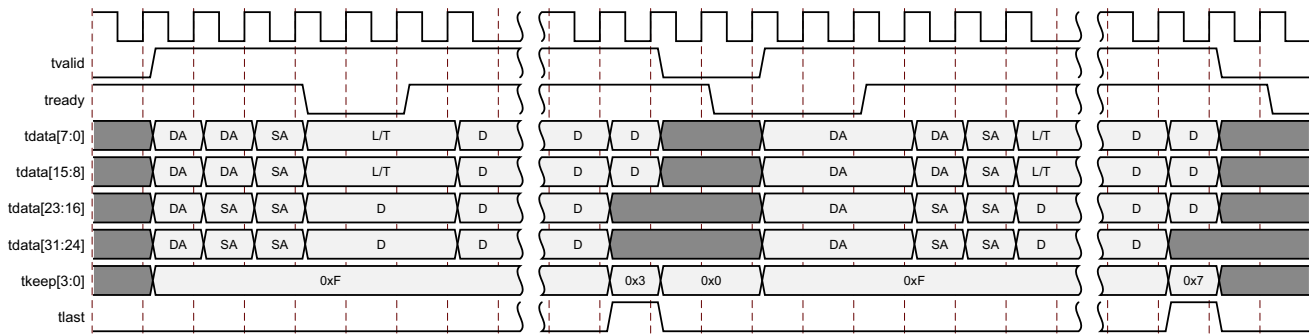 tvalid
tready
tdata[7:0] DA DA SA L/T D D D DA DA SA L/T D D
tdata[15:8] DA DA SA L/T D D D DA DA SA L/T D D
tdata[23:16] DA SA SA D D D DA SA SA D D D
tdata[31:24] DA SA SA D D D DA SA SA D D
tkeep[3:0] 0xF 0x3 0x0 0xF 0x7
tlast